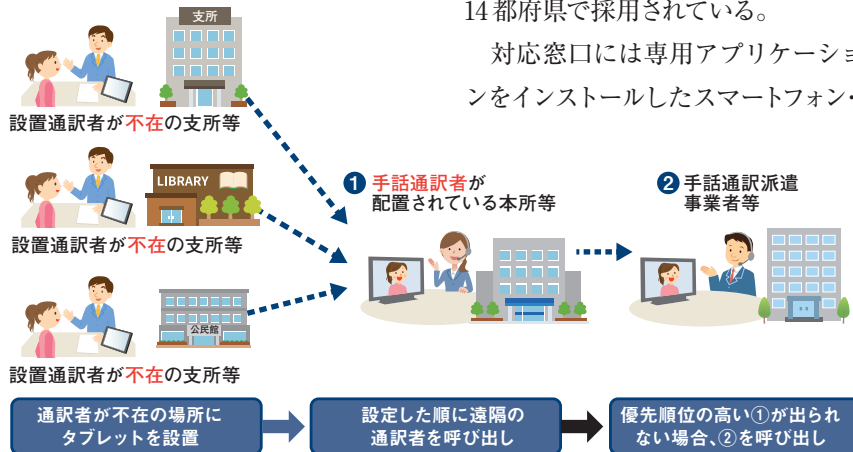 14都府県で採用されている。
対応窓口には専用アプリケーショ
ンをインストールしたスマートフォン・
支所
設置通訳者が不在の支所等
LIBRARY
設置通訳者が不在の支所等
公民館
設置通訳者が不在の支所等
❶ 手話通訳者が
配置されている本所等
❷ 手話通訳派遣
事業者等
通訳者が不在の場所に
タブレットを設置
設定した順に遠隔の
通訳者を呼び出し
優先順位の高い①が出られ
ない場合、②を呼び出し